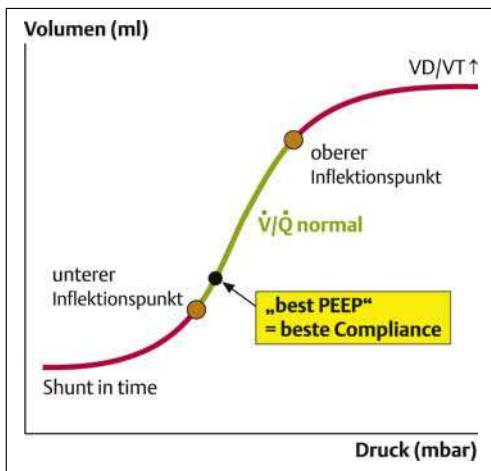 Volumen (ml)
VD/VT ↑
oberer
Inflektionspunkt
V̇/Q̇ normal
unterer
Inflektionspunkt
„best PEEP“
= beste Compliance
Shunt in time
Druck (mbar)